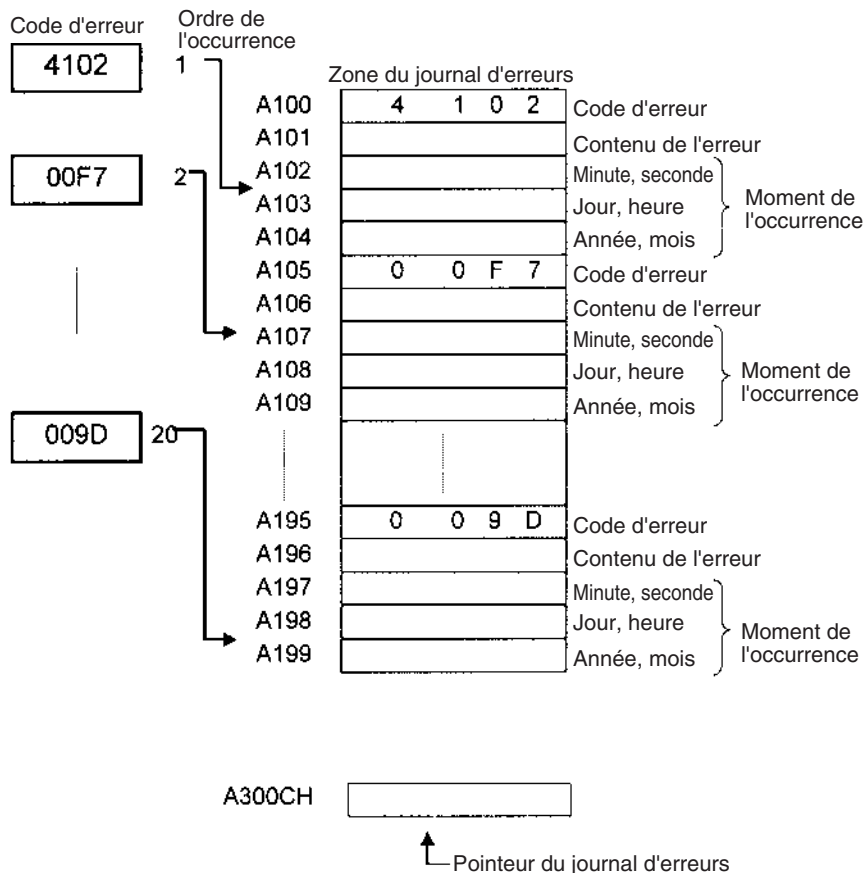 Code d'erreur
Ordre de
l'occurrence
4102
1
Zone du journal d'erreurs
A100 4 1 0 2 Code d'erreur
A101 Contenu de l'erreur
00F7
2
A102 Minute, seconde
A103 Jour, heure
A104 Année, mois
Moment de
l'occurrence
A105 0 0 F 7 Code d'erreur
A106 Contenu de l'erreur
A107 Minute, seconde
A108 Jour, heure
A109 Année, mois
Moment de
l'occurrence
009D
20
A195 0 0 9 D Code d'erreur
A196 Contenu de l'erreur
A197 Minute, seconde
A198 Jour, heure
A199 Année, mois
Moment de
l'occurrence
A300CH
Pointeur du journal d'erreurs